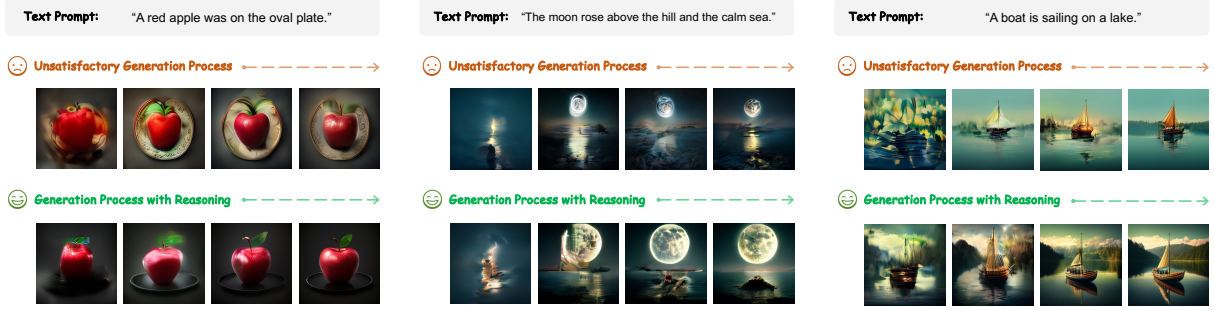 Text Prompt: “A red apple was on the oval plate.”
Unsatisfactory Generation Process
Generation Process with Reasoning
Text Prompt: “The moon rose above the hill and the calm sea.”
Unsatisfactory Generation Process
Generation Process with Reasoning
Text Prompt: “A boat is sailing on a lake.”
Unsatisfactory Generation Process
Generation Process with Reasoning